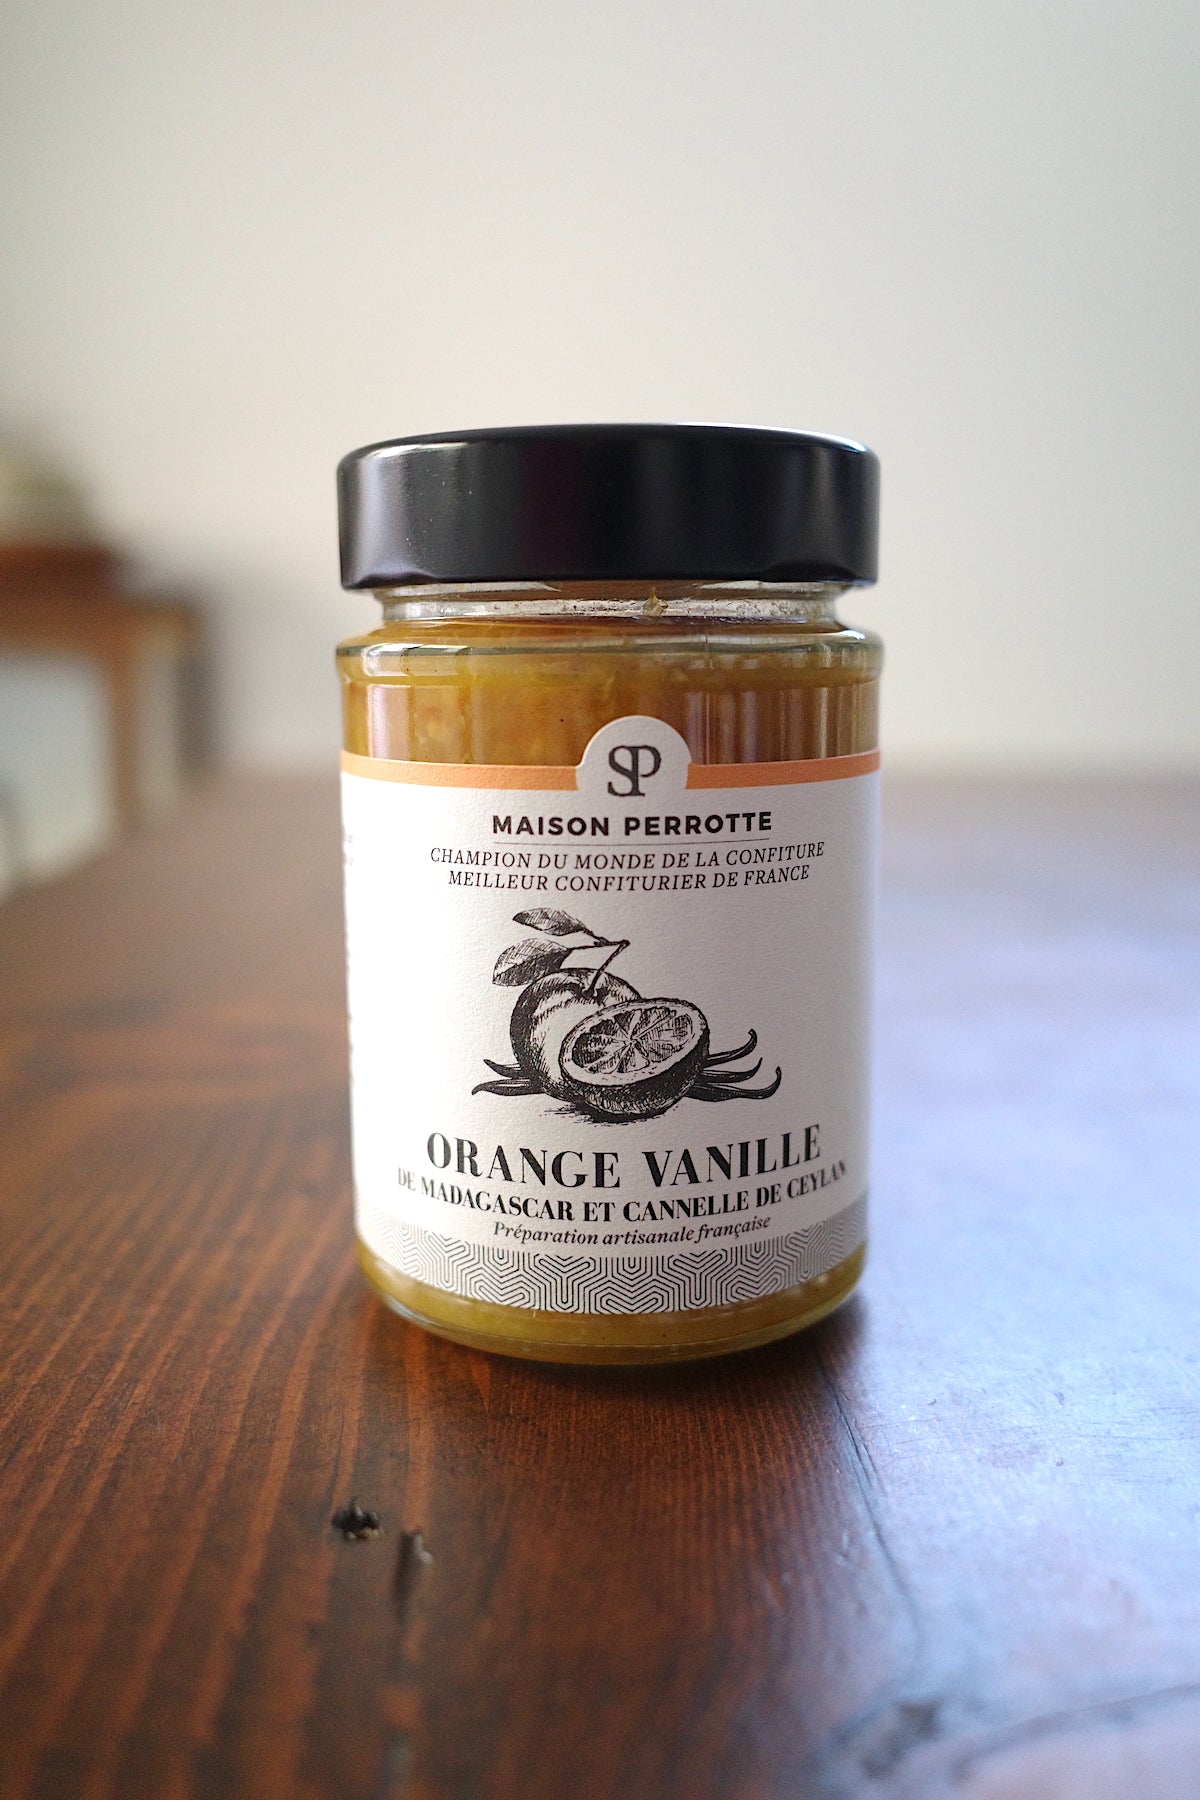 SP
MAISON PERROTTE
CHAMPION DU MONDE DE LA CONFITURE
MEILLEUR CONFITURIER DE FRANCE
ORANGE VANILLE
DE MADAGASCAR ET CANNELLE DE CEYLAN
Préparation artisanale française